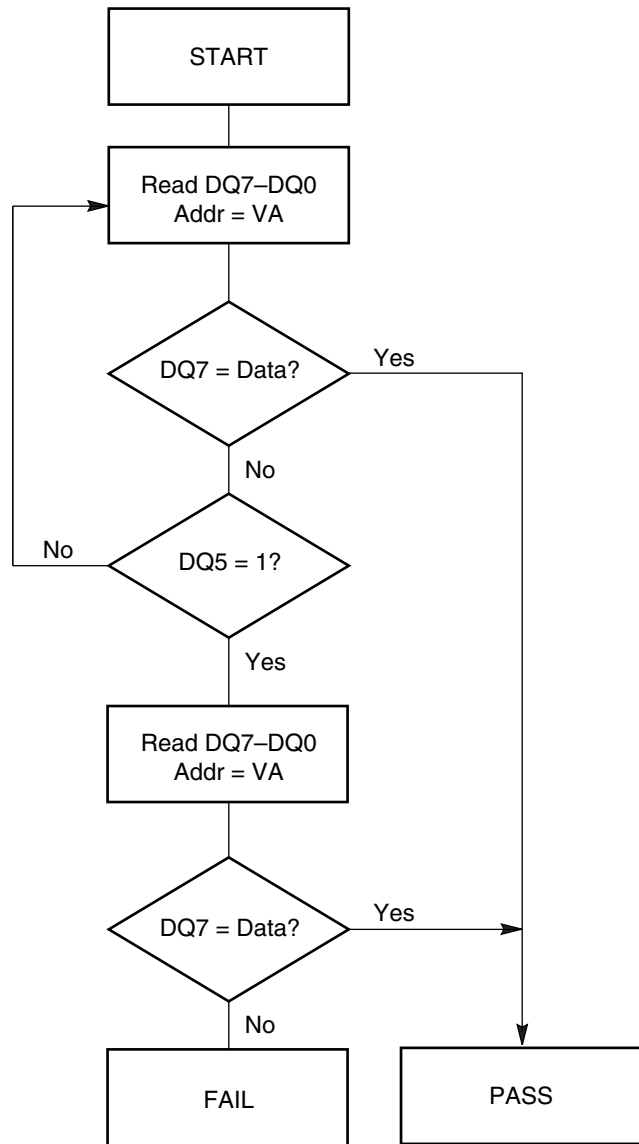 START
Read DQ7–DQ0
Addr = VA
DQ7 = Data?
Yes
No
No
DQ5 = 1?
Yes
Read DQ7–DQ0
Addr = VA
DQ7 = Data?
Yes
No
FAIL
PASS